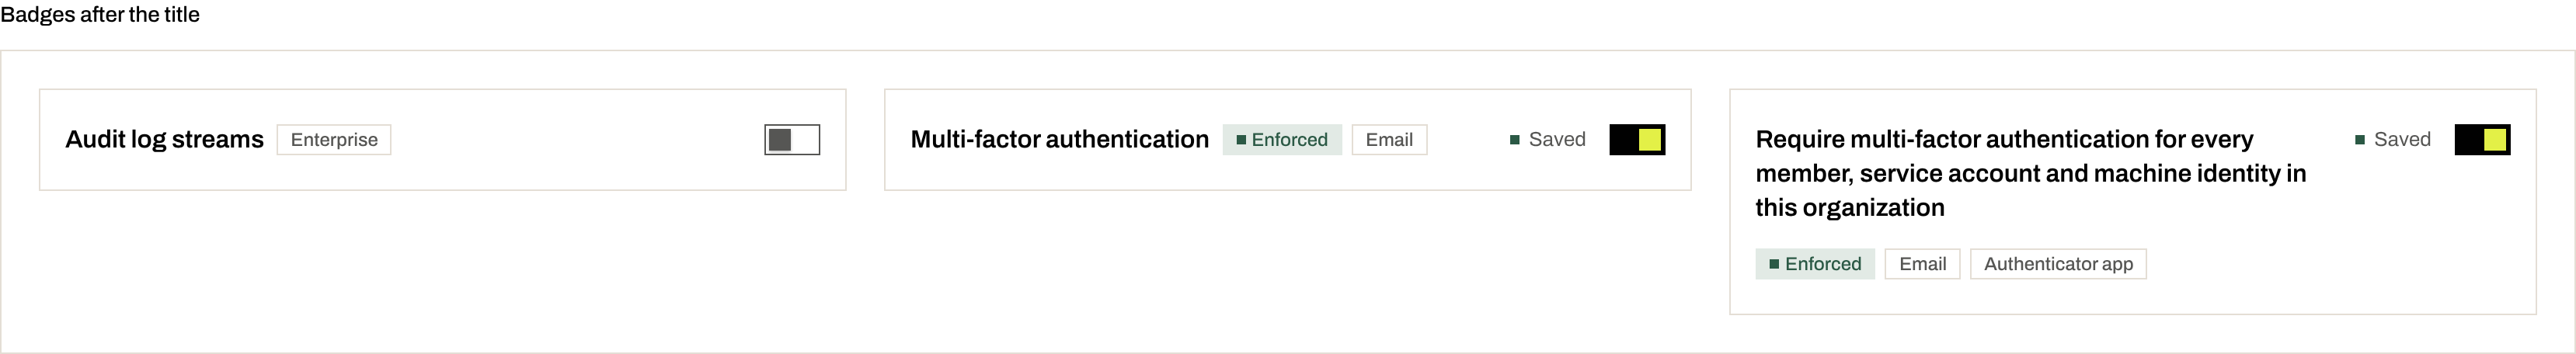 Badges after the title
Audit log streams Enterprise
Multi-factor authentication Enforced Email Saved
Require multi-factor authentication for every Saved
member, service account and machine identity in
this organization
Enforced Email Authenticator app